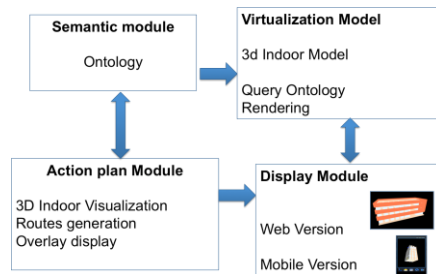 Semantic module
Ontology
Virtualization Model
3d Indoor Model
Query Ontology
Rendering
Action plan Module
3D Indoor Visualization
Routes generation
Overlay display
Display Module
Web Version
Mobile Version